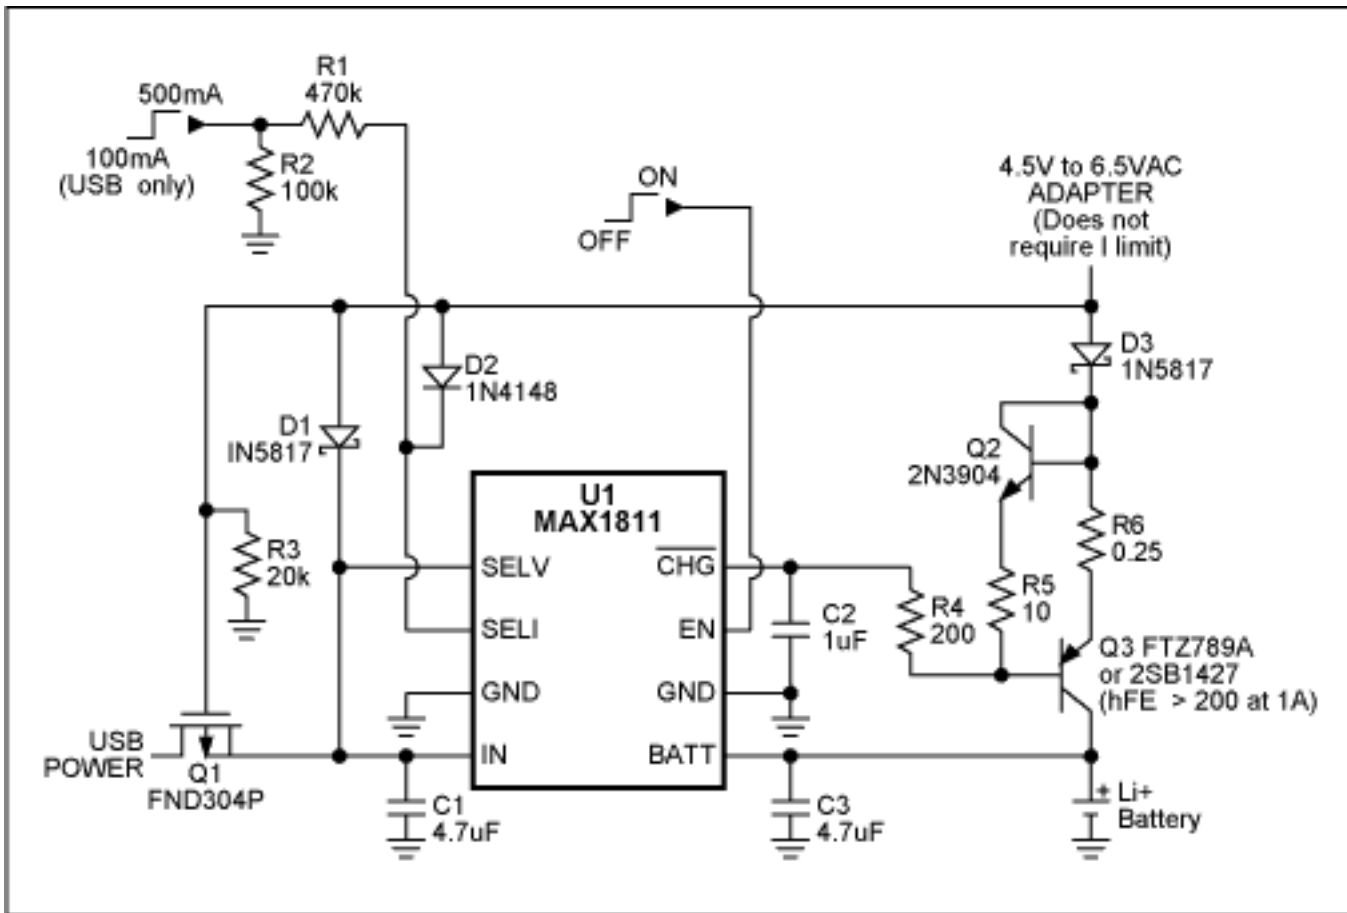 500mA
100mA
(USB only)
R1
470k
R2
100k
ON
OFF
4.5V to 6.5VAC
ADAPTER
(Does not
require I limit)
D3
1N5817
D2
1N4148
D1
IN5817
Q2
2N3904
R6
0.25
U1
MAX1811
SELV
SELI
GND
IN
CHG
EN
GND
BATT
R3
20k
C2
1uF
R4
200
R5
10
Q3 FTZ789A
or 2SB1427
(hFE > 200 at 1A)
USB
POWER
Q1
FND304P
C1
4.7uF
C3
4.7uF
+ Li+
Battery